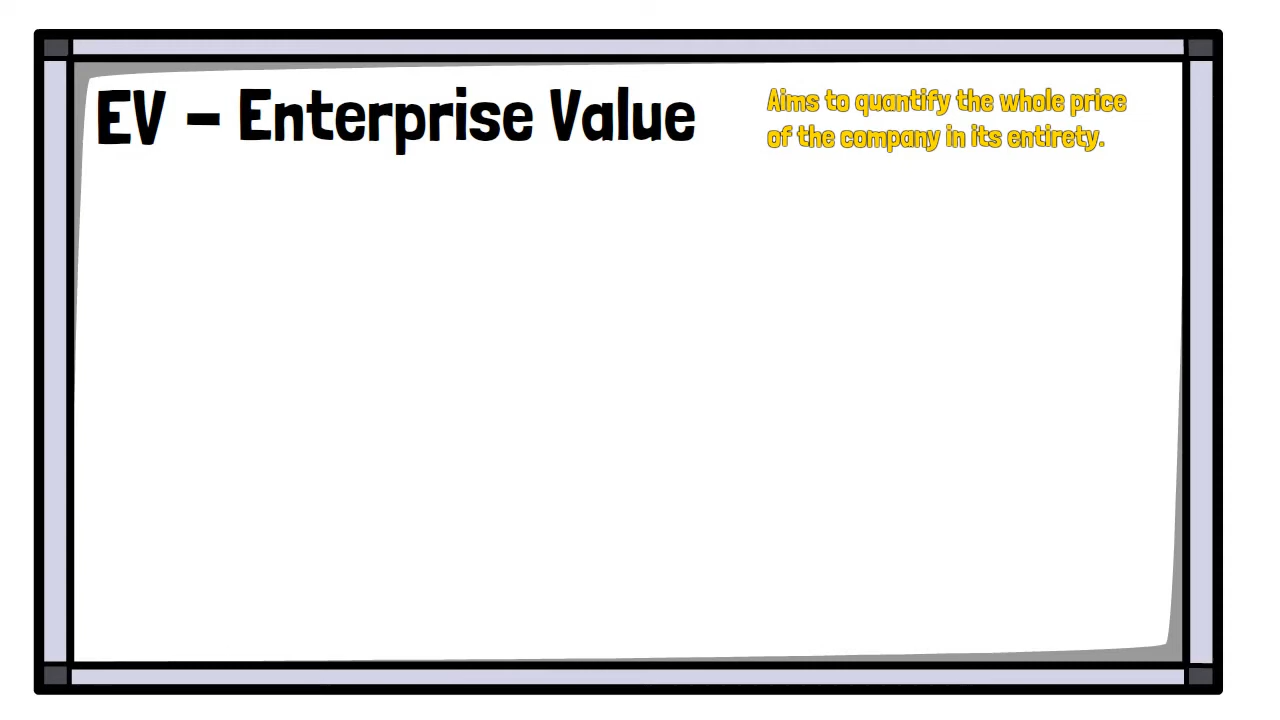 EV - Enterprise Value
Aims to quantify the whole price
of the company in its entirety.